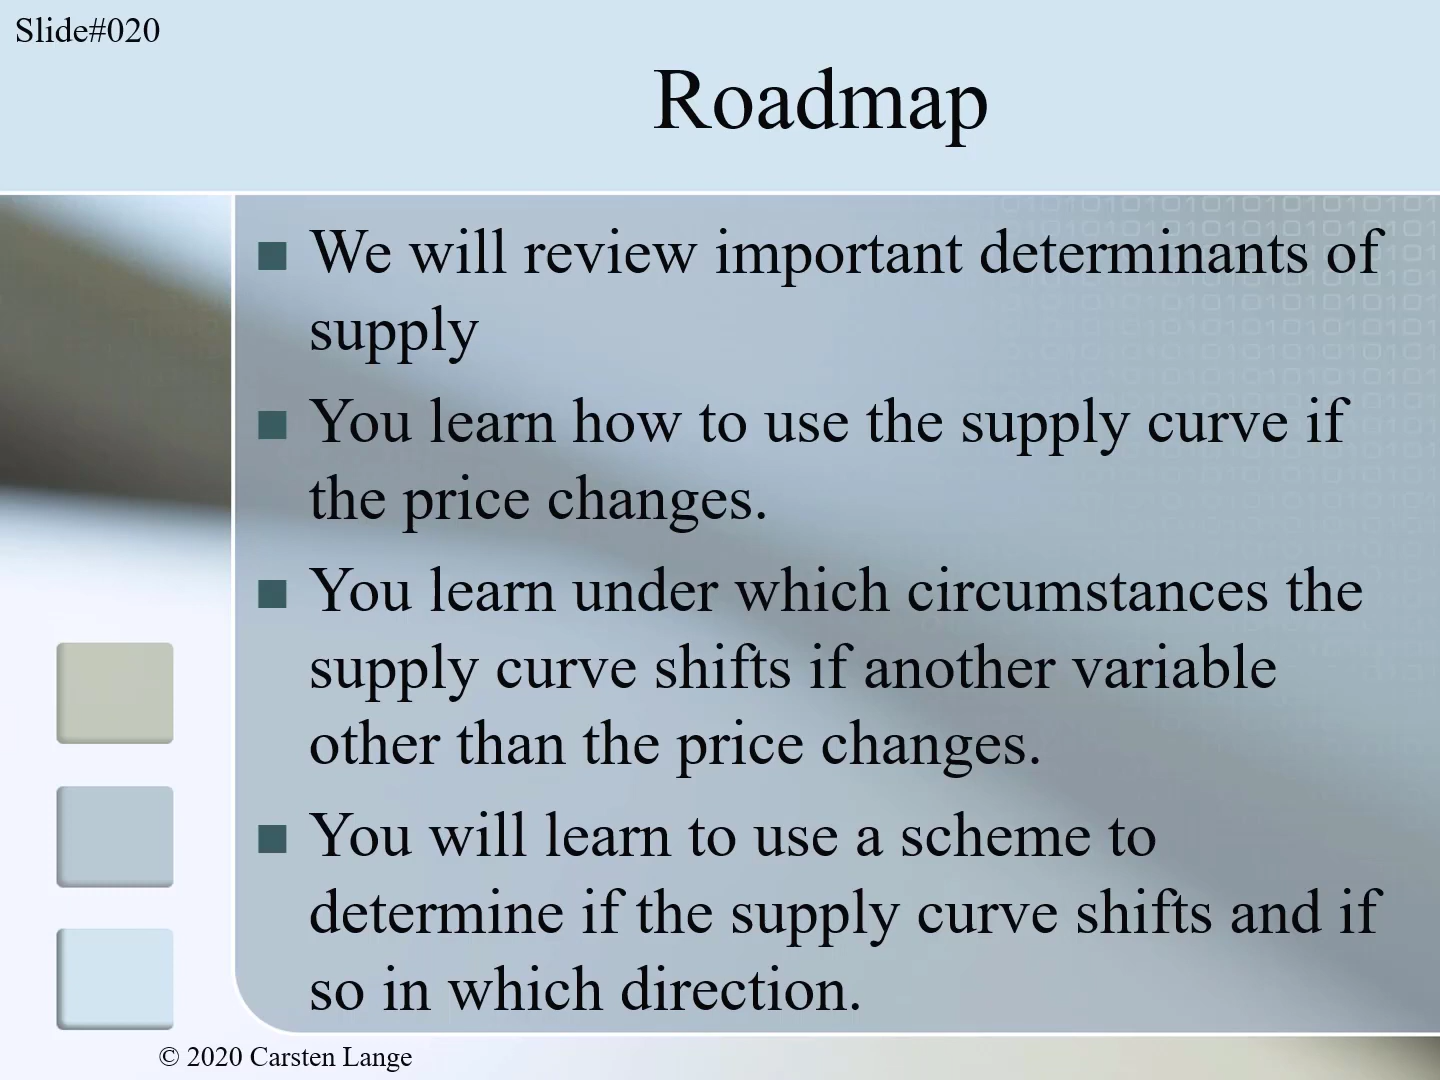 Slide#020
Roadmap
We will review important determinants of
supply
You learn how to use the supply curve if
the price changes.
You learn under which circumstances the
supply curve shifts if another variable
other than the price changes.
You will learn to use a scheme to
determine if the supply curve shifts and if
so in which direction.
© 2020 Carsten Lange